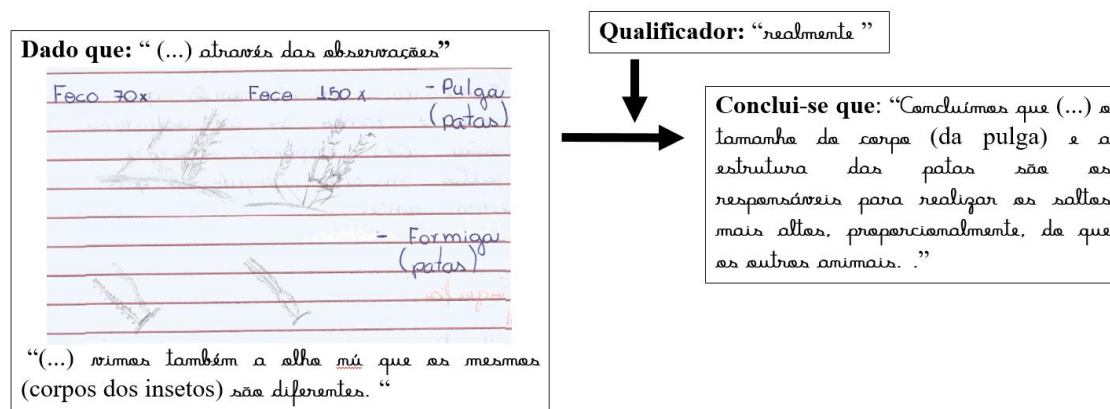 Dado que: “ (...) através das observações”
Foco 70x Foco 150x - Pulga
(patas)
- Formiga
(patas)
“(...) vimos também a olho nú que os mesmos
(corpos dos insetos) são diferentes. “
Qualificador: “realmente ”
Conclui-se que: “Concluímos que (...) o
tamanho do corpo (da pulga) e a
estrutura das patas são os
responsáveis para realizar os saltos
mais altos, proporcionalmente, do que
os outros animais. .”